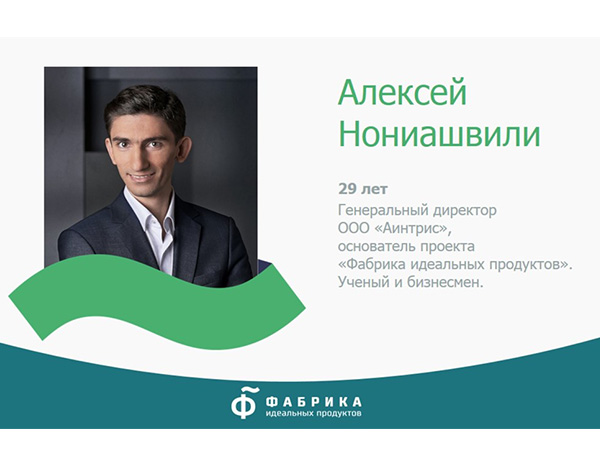 Алексей
Нониашвили
29 лет
Генеральный директор
ООО «Аинтрис»,
основатель проекта
«Фабрика идеальных продуктов».
Ученый и бизнесмен.
ФАБРИКА
идеальных продуктов